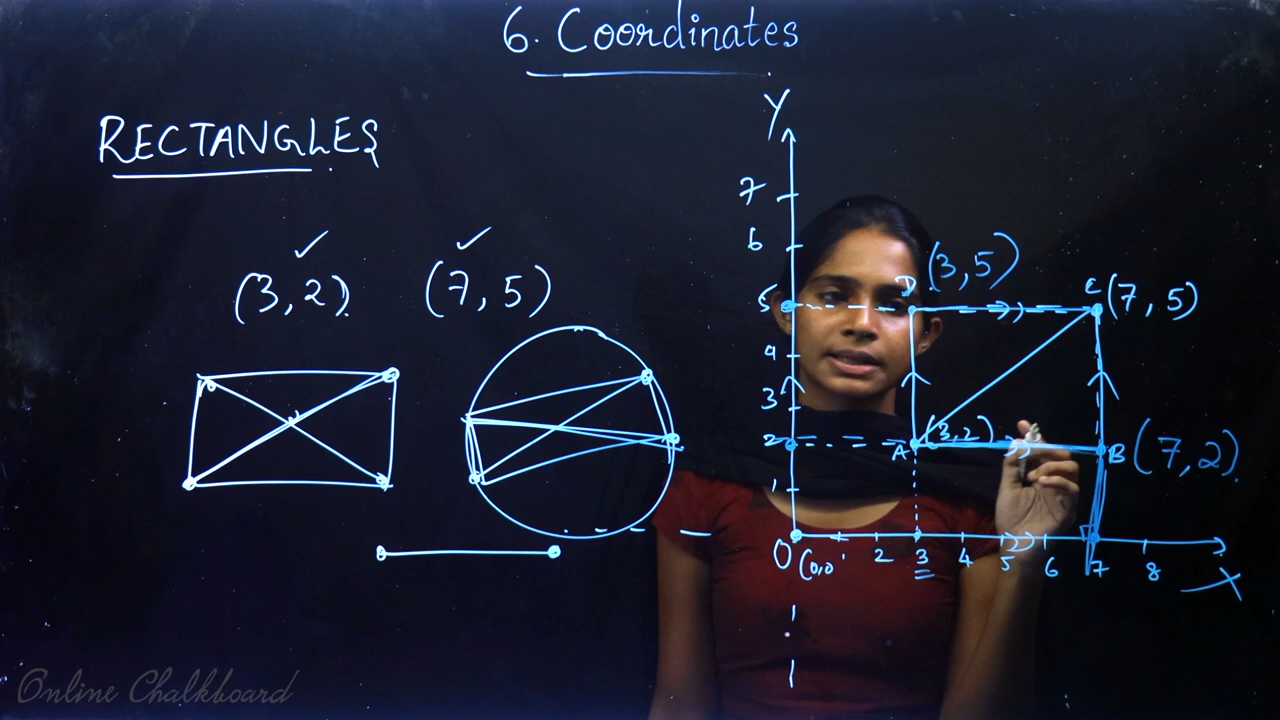 6. Coordinates
RECTANGLES
(3,2) (7,5)
Y
7
6
5
4
3
2
1
D (3,5)
C (7,5)
A (3,2)
B (7,2)
O (0,0)
2 3 4 5 6 7 8
X
Online Chalkboard